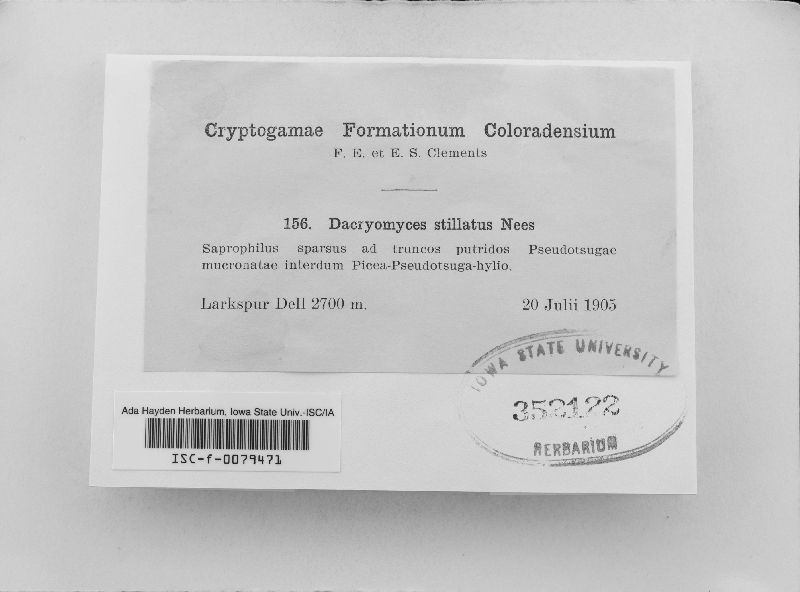 Cryptogamae Formationum Coloradensium
F. E. et E. S. Clements
156. Dacryomyces stillatus Nees
Saprophilus sparsus ad truncos putridos Pseudotsugae
mucronatae interdum Picea-Pseudotsuga-hylio.
Larkspur Dell 2700 m. 20 Julii 1905
IOWA STATE UNIVERSITY
352122
HERBARIUM
Ada Hayden Herbarium, Iowa State Univ.-ISC/IA
ISC-f-0079471